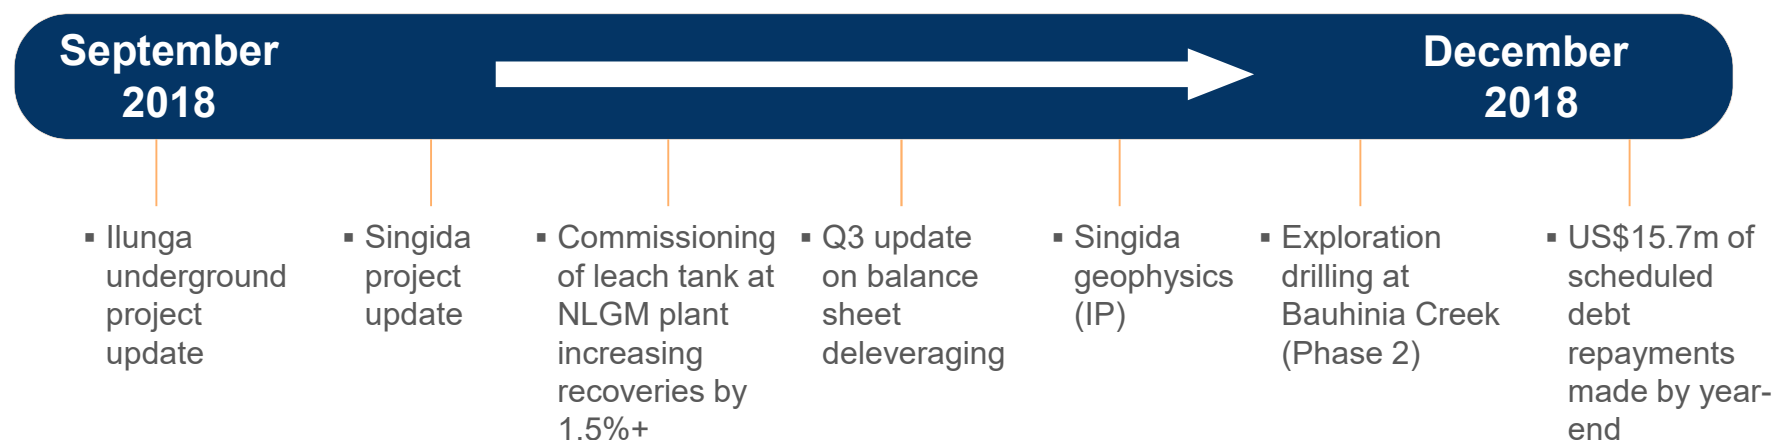 September
2018
December
2018
▪ Ilunga
underground
project
update
▪ Singida
project
update
▪ Commissioning
of leach tank at
NLGM plant
increasing
recoveries by
1.5%+
▪ Q3 update
on balance
sheet
deleveraging
▪ Singida
geophysics
(IP)
▪ Exploration
drilling at
Bauhinia Creek
(Phase 2)
▪ US$15.7m of
scheduled
debt
repayments
made by year-
end